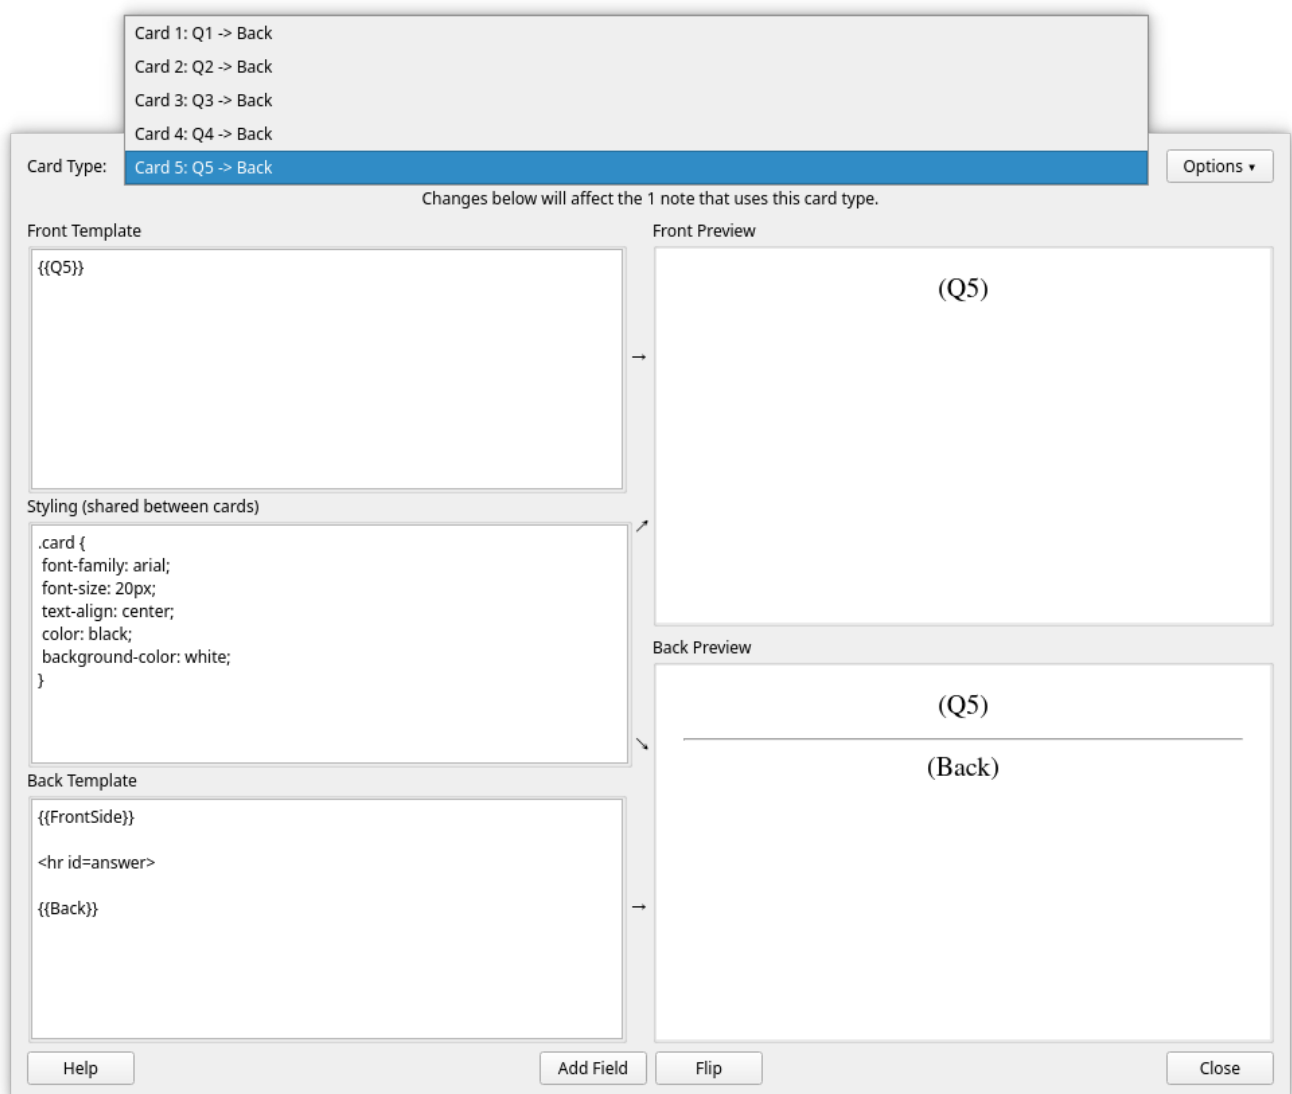 Card 1: Q1 -> Back
Card 2: Q2 -> Back
Card 3: Q3 -> Back
Card 4: Q4 -> Back
Card Type:
Card 5: Q5 -> Back
Options ▾
Changes below will affect the 1 note that uses this card type.
Front Template
{{Q5}}
Front Preview
(Q5)
Styling (shared between cards)
.card {
font-family: arial;
font-size: 20px;
text-align: center;
color: black;
background-color: white;
}
Back Template
{{FrontSide}}
<hr id=answer>
{{Back}}
Back Preview
(Q5)
(Back)
Help
Add Field
Flip
Close